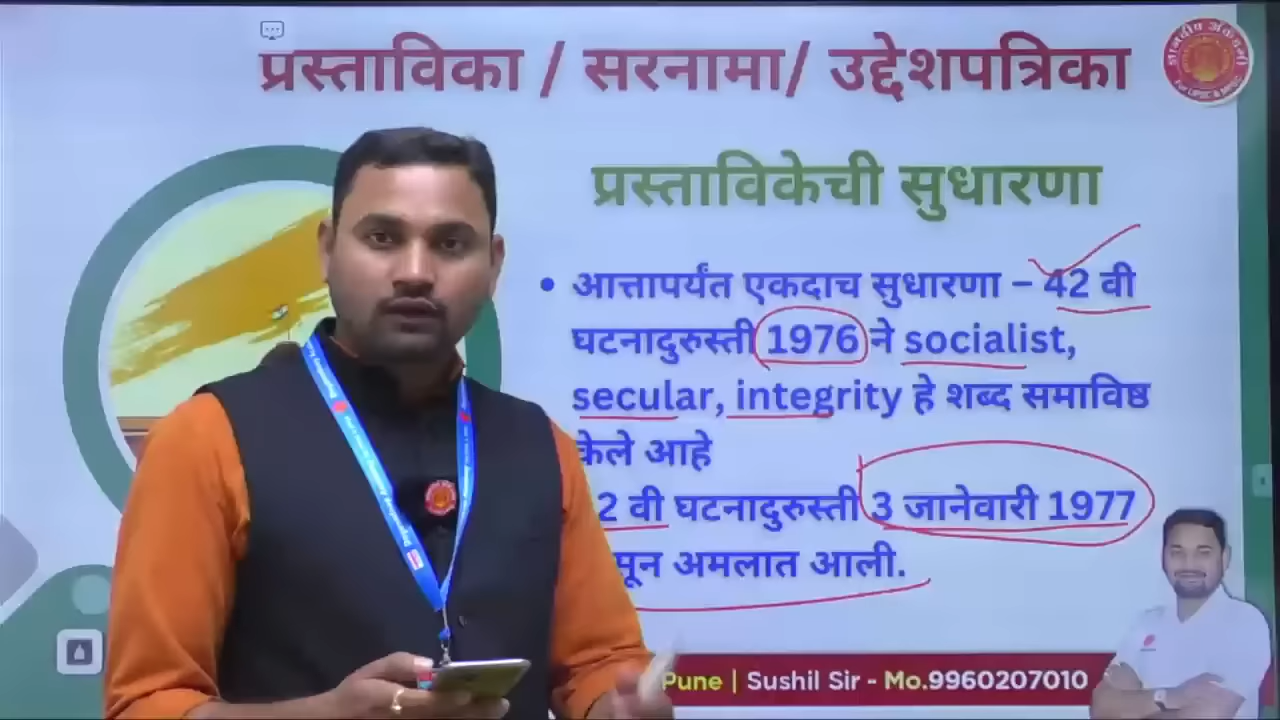 प्रस्ताविका / सरनामा/ उद्देशपत्रिका
प्रस्ताविकेची सुधारणा
• आत्तापर्यंत एकदाच सुधारणा – 42 वी
घटनादुरुस्ती 1976 ने socialist,
secular, integrity हे शब्द समाविष्ठ
केले आहे
2 वी घटनादुरुस्ती 3 जानेवारी 1977
सून अमलात आली.
Pune | Sushil Sir - Mo.9960207010